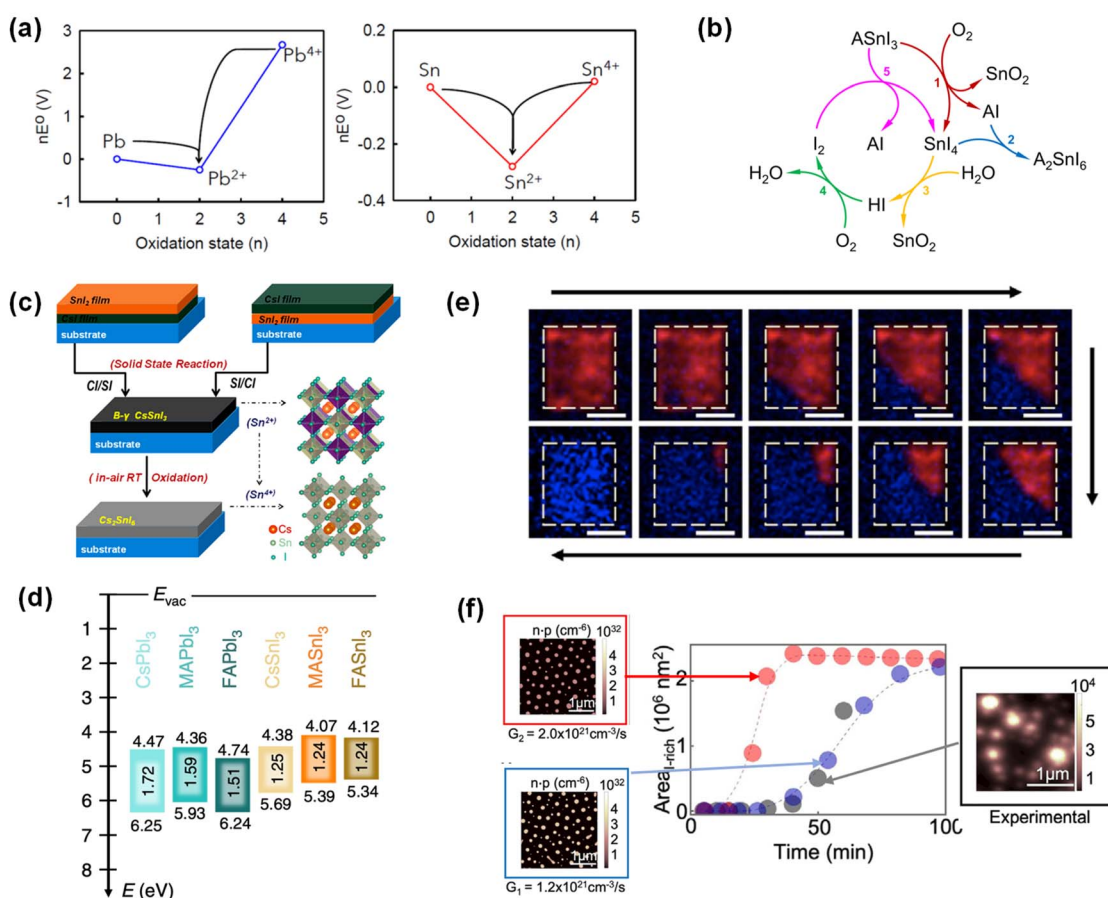 (a)
3
2
1
0
-1
nE⁰ (V)
Pb
Pb²⁺
Pb⁴⁺
0 1 2 3 4 5
Oxidation state (n)
0.2
0.0
-0.2
-0.4
nE⁰ (V)
Sn
Sn²⁺
Sn⁴⁺
0 1 2 3 4 5
Oxidation state (n)
(b)
ASnI₃
O₂
SnO₂
5
1
AI
I₂
AI
SnI₄
2
A₂SnI₆
H₂O
4
HI
3
H₂O
O₂
SnO₂
(c)
SnI₂ film
CsI film
substrate
CsI film
SnI₂ film
substrate
(Solid State Reaction)
CI/SI
SI/CI
B-γ CsSnI₃
substrate
(Sn²⁺)
(in-air RT
Oxidation)
(Sn⁴⁺)
Cs₂SnI₆
substrate
Cs
Sn
I
(d)
Evac
1
2
3
4
5
6
7
8
E (eV)
CsPbI₃
MAPbI₃
FAPbI₃
CsSnI₃
MASnI₃
FASnI₃
4.47
4.36
4.74
4.38
4.07
4.12
1.72
1.59
1.51
1.25
1.24
1.24
6.25
5.93
6.24
5.69
5.39
5.34
(e)
(f)
n·p (cm⁻⁶) 10³²
4
3
2
1
1μm
G₂ = 2.0x10²¹cm⁻³/s
n·p (cm⁻⁶) 10³²
4
3
2
1
1μm
G₁ = 1.2x10²¹cm⁻³/s
Area I-rich (10⁶ nm²)
2
1
0
0 50 100
Time (min)
10⁴
5
3
1
1μm
Experimental